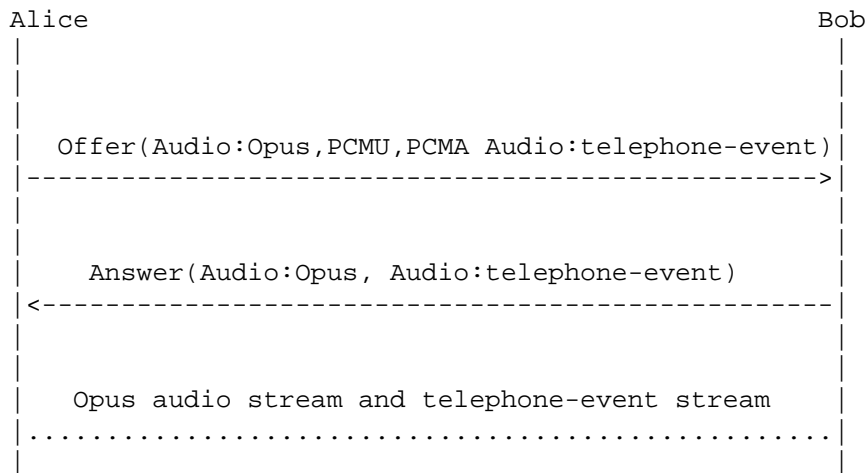 Alice Bob
Offer(Audio:Opus,PCMU,PCMA Audio:telephone-event)
Answer(Audio:Opus, Audio:telephone-event)
Opus audio stream and telephone-event stream